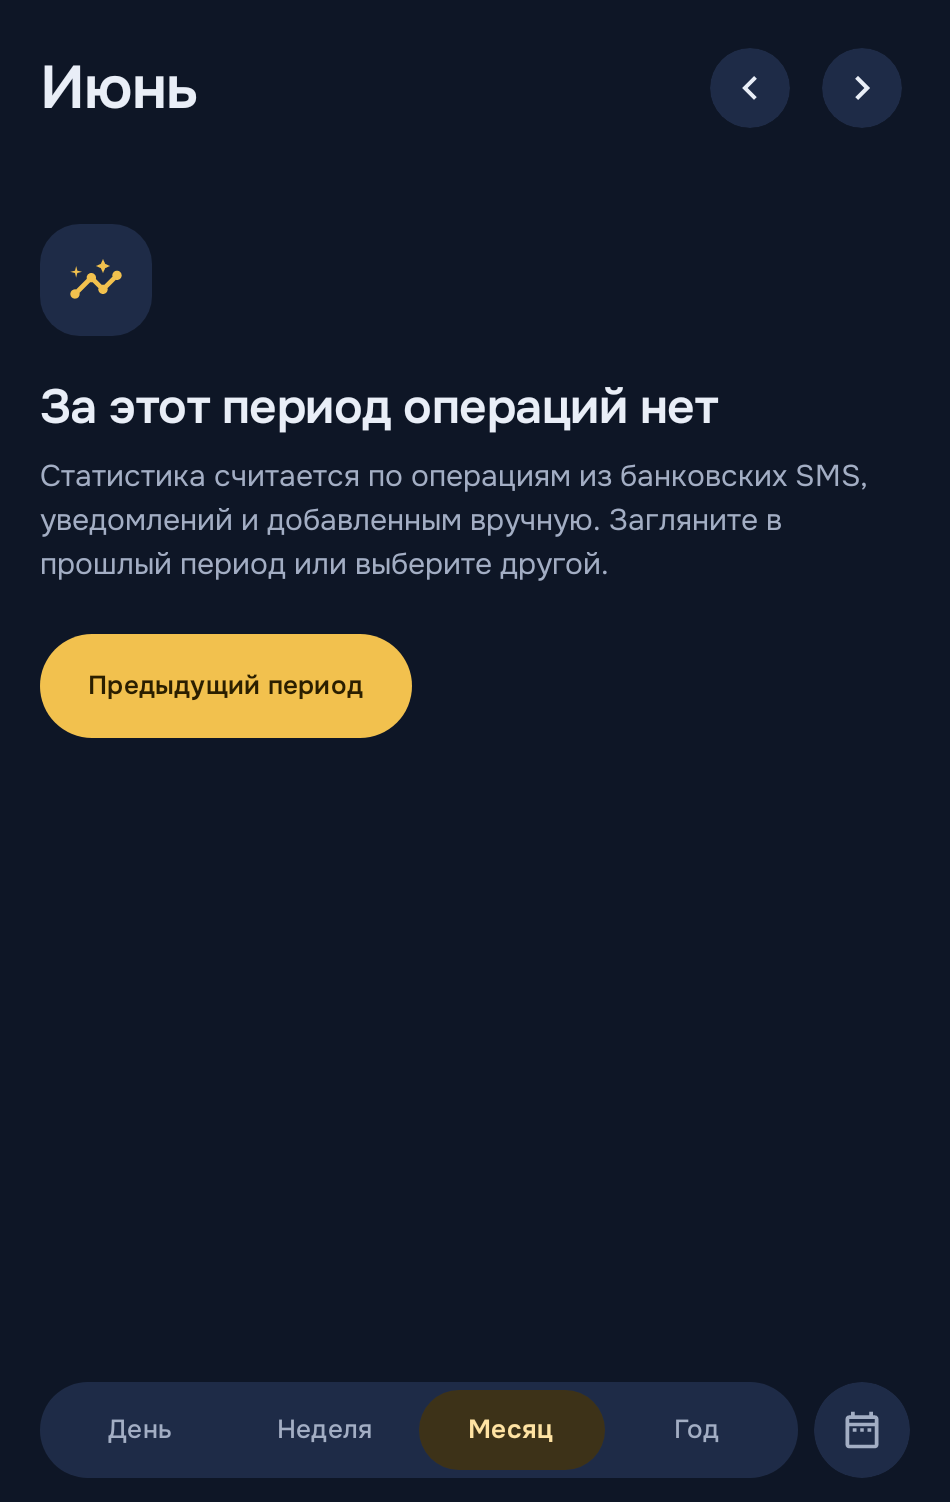 Июнь
За этот период операций нет
Статистика считается по операциям из банковских SMS,
уведомлений и добавленным вручную. Загляните в
прошлый период или выберите другой.
Предыдущий период
День Неделя Месяц Год